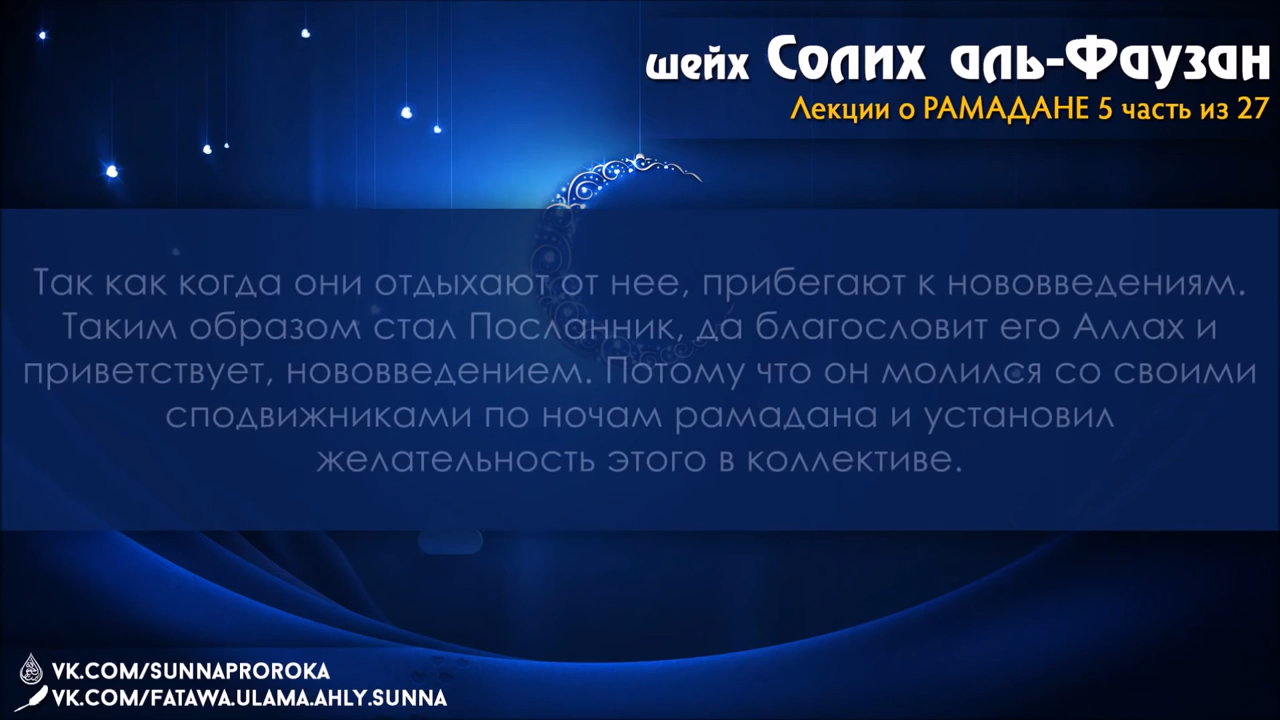 шейх Солих аль-Фаузан
Лекции о РАМАДАНЕ 5 часть из 27
Так как когда они отдыхают от нее, прибегают к нововведениям.
Таким образом стал Посланник, да благословит его Аллах и
приветствует, нововведением. Потому что он молился со своими
сподвижниками по ночам рамадана и установил
желательность этого в коллективе.
VK.COM/SUNNAPROROKA
VK.COM/FATAWA.ULAMA.AHLY.SUNNA